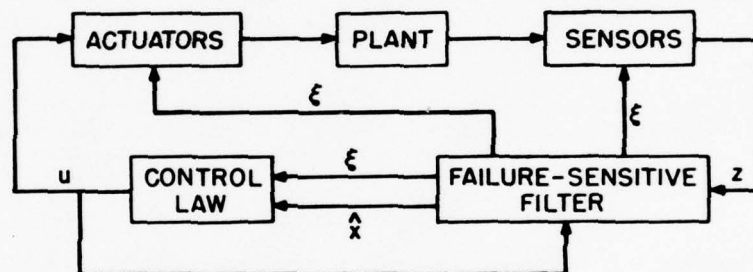 ACTUATORS
PLANT
SENSORS
ξ
ξ
u
CONTROL
LAW
ξ
x̂
FAILURE-SENSITIVE
FILTER
z